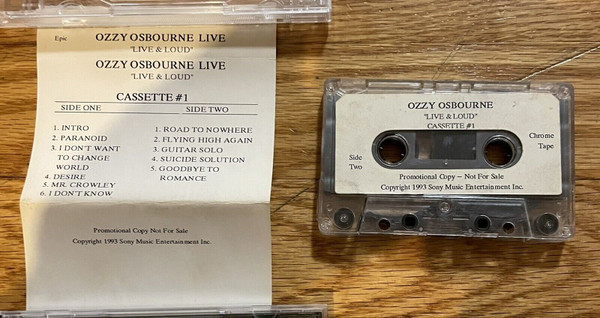 Epic
OZZY OSBOURNE LIVE
"LIVE & LOUD"
OZZY OSBOURNE LIVE
"LIVE & LOUD"
CASSETTE #1
SIDE ONE
1. INTRO
2. PARANOID
3. I DON'T WANT
TO CHANGE
WORLD
4. DESIRE
5. MR. CROWLEY
6. I DON'T KNOW
SIDE TWO
1. ROAD TO NOWHERE
2. FLYING HIGH AGAIN
3. GUITAR SOLO
4. SUICIDE SOLUTION
5. GOODBYE TO
ROMANCE
Promotional Copy Not For Sale
Copyright 1993 Sony Music Entertainment Inc.
OZZY OSBOURNE
"LIVE & LOUD"
CASSETTE #1
Side
Two
Chrome
Tape
Promotional Copy – Not For Sale
Copyright 1993 Sony Music Entertainment Inc.